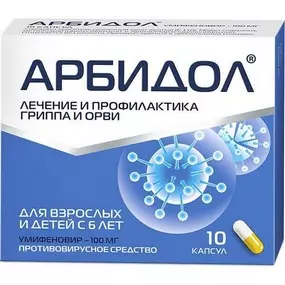 АРБИДОЛ®
ЛЕЧЕНИЕ И ПРОФИЛАКТИКА
ГРИППА И ОРВИ
ДЛЯ ВЗРОСЛЫХ
И ДЕТЕЙ С 6 ЛЕТ
УМИФЕНОВИР – 100 МГ
ПРОТИВОВИРУСНОЕ СРЕДСТВО
10
КАПСУЛ